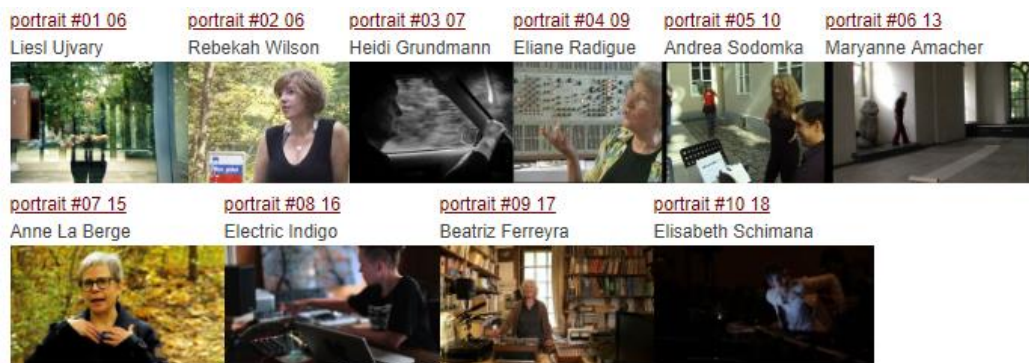 portrait #01 06 portrait #02 06 portrait #03 07 portrait #04 09 portrait #05 10 portrait #06 13
Liesl Ujvary Rebekah Wilson Heidi Grundmann Eliane Radigue Andrea Sodomka Maryanne Amacher
portrait #07 15 portrait #08 16 portrait #09 17 portrait #10 18
Anne La Berge Electric Indigo Beatriz Ferreyra Elisabeth Schimana